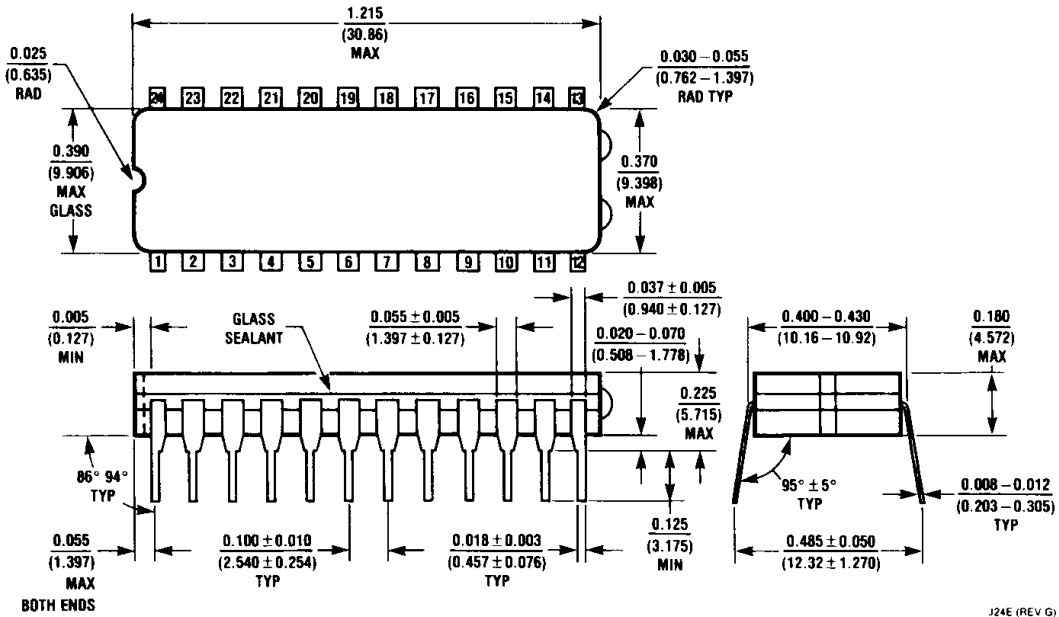 1.215
(30.86)
MAX
0.025
(0.635)
RAD
0.030 – 0.055
(0.762 – 1.397)
RAD TYP
24 23 22 21 20 19 18 17 16 15 14 13
0.390
(9.906)
MAX
GLASS
0.370
(9.398)
MAX
1 2 3 4 5 6 7 8 9 10 11 12
0.005
(0.127)
MIN
GLASS
SEALANT
0.055 ± 0.005
(1.397 ± 0.127)
0.037 ± 0.005
(0.940 ± 0.127)
0.020 – 0.070
(0.508 – 1.778)
0.225
(5.715)
MAX
0.400 – 0.430
(10.16 – 10.92)
0.180
(4.572)
MAX
86° 94°
TYP
95° ± 5°
TYP
0.008 – 0.012
(0.203 – 0.305)
TYP
0.055
(1.397)
MAX
BOTH ENDS
0.100 ± 0.010
(2.540 ± 0.254)
TYP
0.018 ± 0.003
(0.457 ± 0.076)
TYP
0.125
(3.175)
MIN
0.485 ± 0.050
(12.32 ± 1.270)
J24E (REV G)